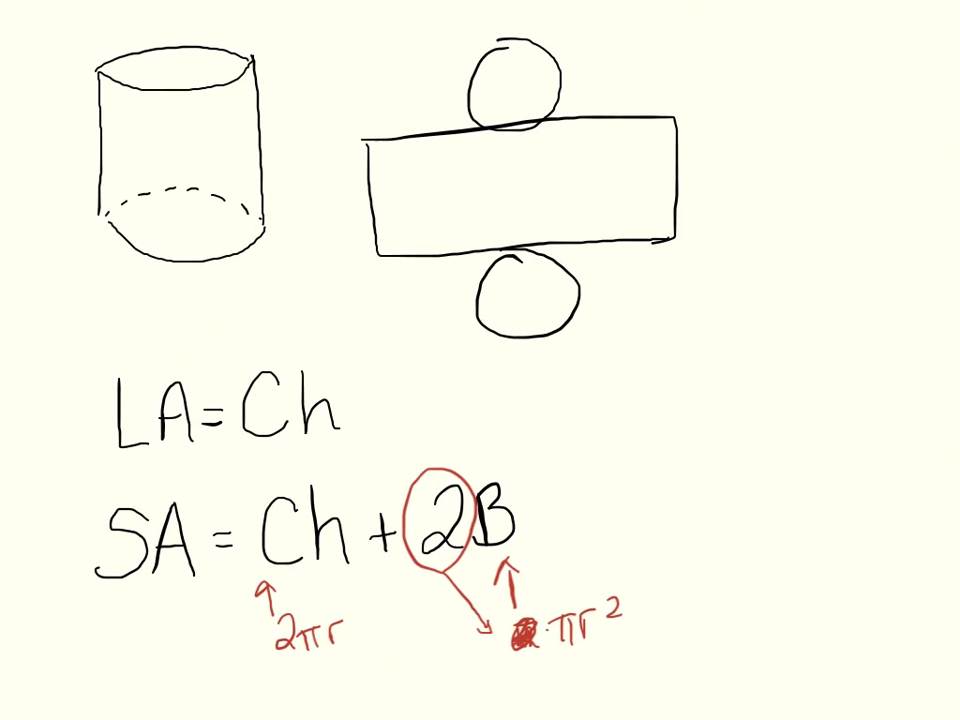 LA = Ch
SA = Ch + 2B
2πr
· πr²